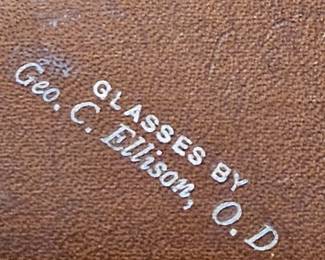 GLASSES BY
Geo. C. Ellison, O. D